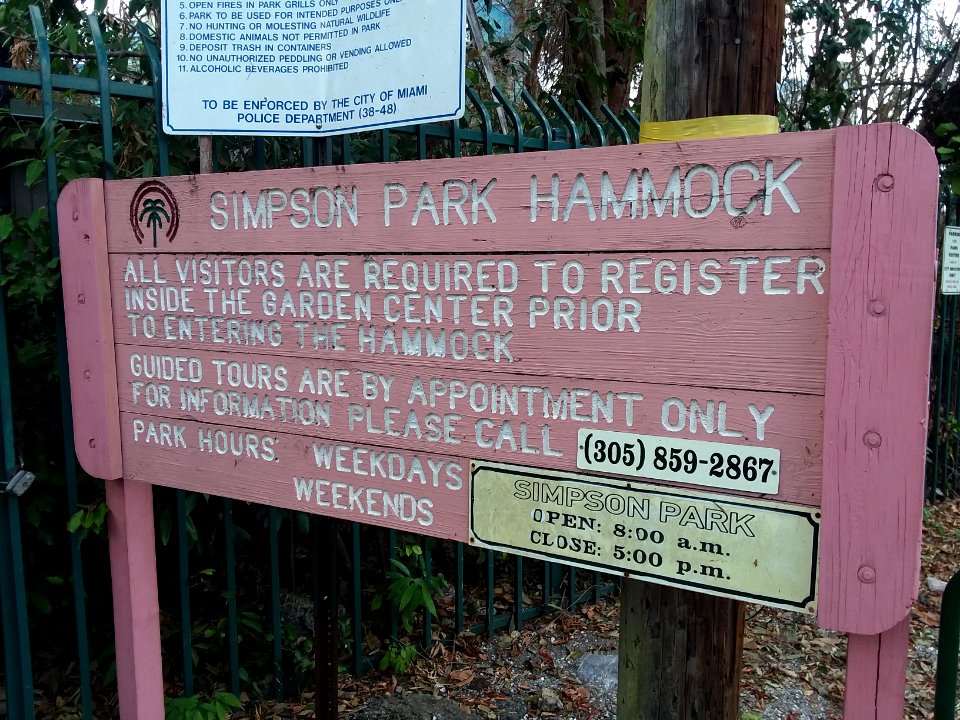 5. OPEN FIRES IN PARK GRILLS ONLY
6. PARK TO BE USED FOR INTENDED PURPOSES ONLY
7. NO HUNTING OR MOLESTING NATURAL WILDLIFE
8. DOMESTIC ANIMALS NOT PERMITTED IN PARK
9. DEPOSIT TRASH IN CONTAINERS
10. NO UNAUTHORIZED PEDDLING OR VENDING ALLOWED
11. ALCOHOLIC BEVERAGES PROHIBITED
TO BE ENFORCED BY THE CITY OF MIAMI
POLICE DEPARTMENT (38-48)
SIMPSON PARK HAMMOCK
ALL VISITORS ARE REQUIRED TO REGISTER
INSIDE THE GARDEN CENTER PRIOR
TO ENTERING THE HAMMOCK
GUIDED TOURS ARE BY APPOINTMENT ONLY
FOR INFORMATION PLEASE CALL (305) 859-2867
PARK HOURS: WEEKDAYS
WEEKENDS
SIMPSON PARK
OPEN: 8:00 a.m.
CLOSE: 5:00 p.m.